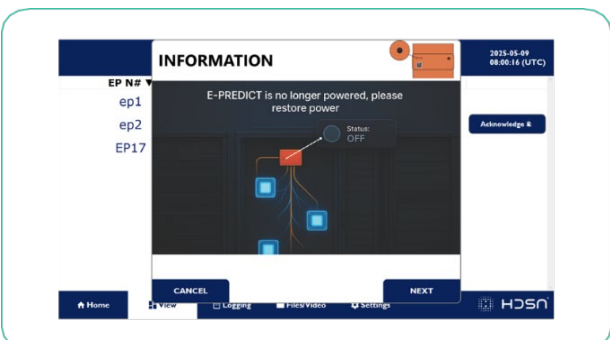 INFORMATION
2025-05-09
08:00:16 (UTC)
EP N# ▼
ep1
ep2
EP17
E-PREDICT is no longer powered, please
restore power
Status:
OFF
Acknowledge
CANCEL
NEXT
Home
View
Logging
Files/Video
Settings